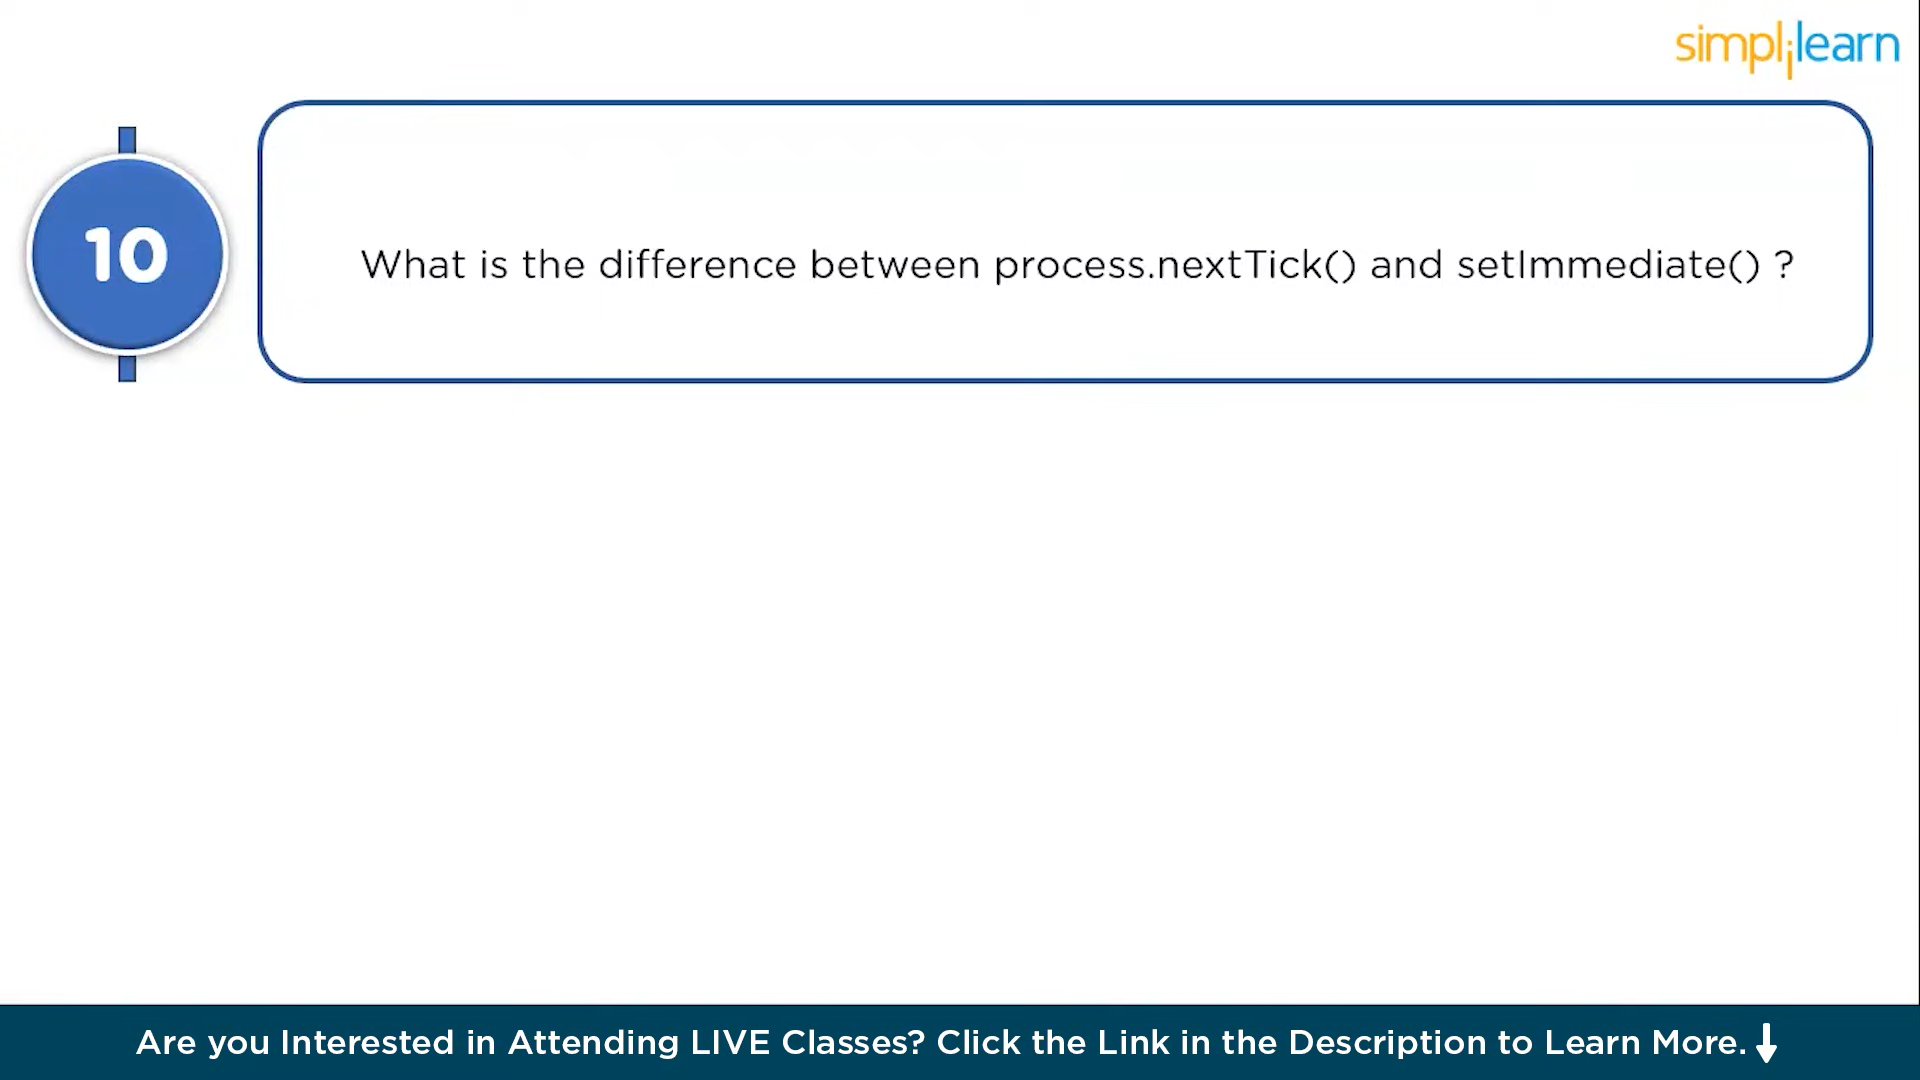 simplilearn
10
What is the difference between process.nextTick() and setImmediate() ?
Are you Interested in Attending LIVE Classes? Click the Link in the Description to Learn More.